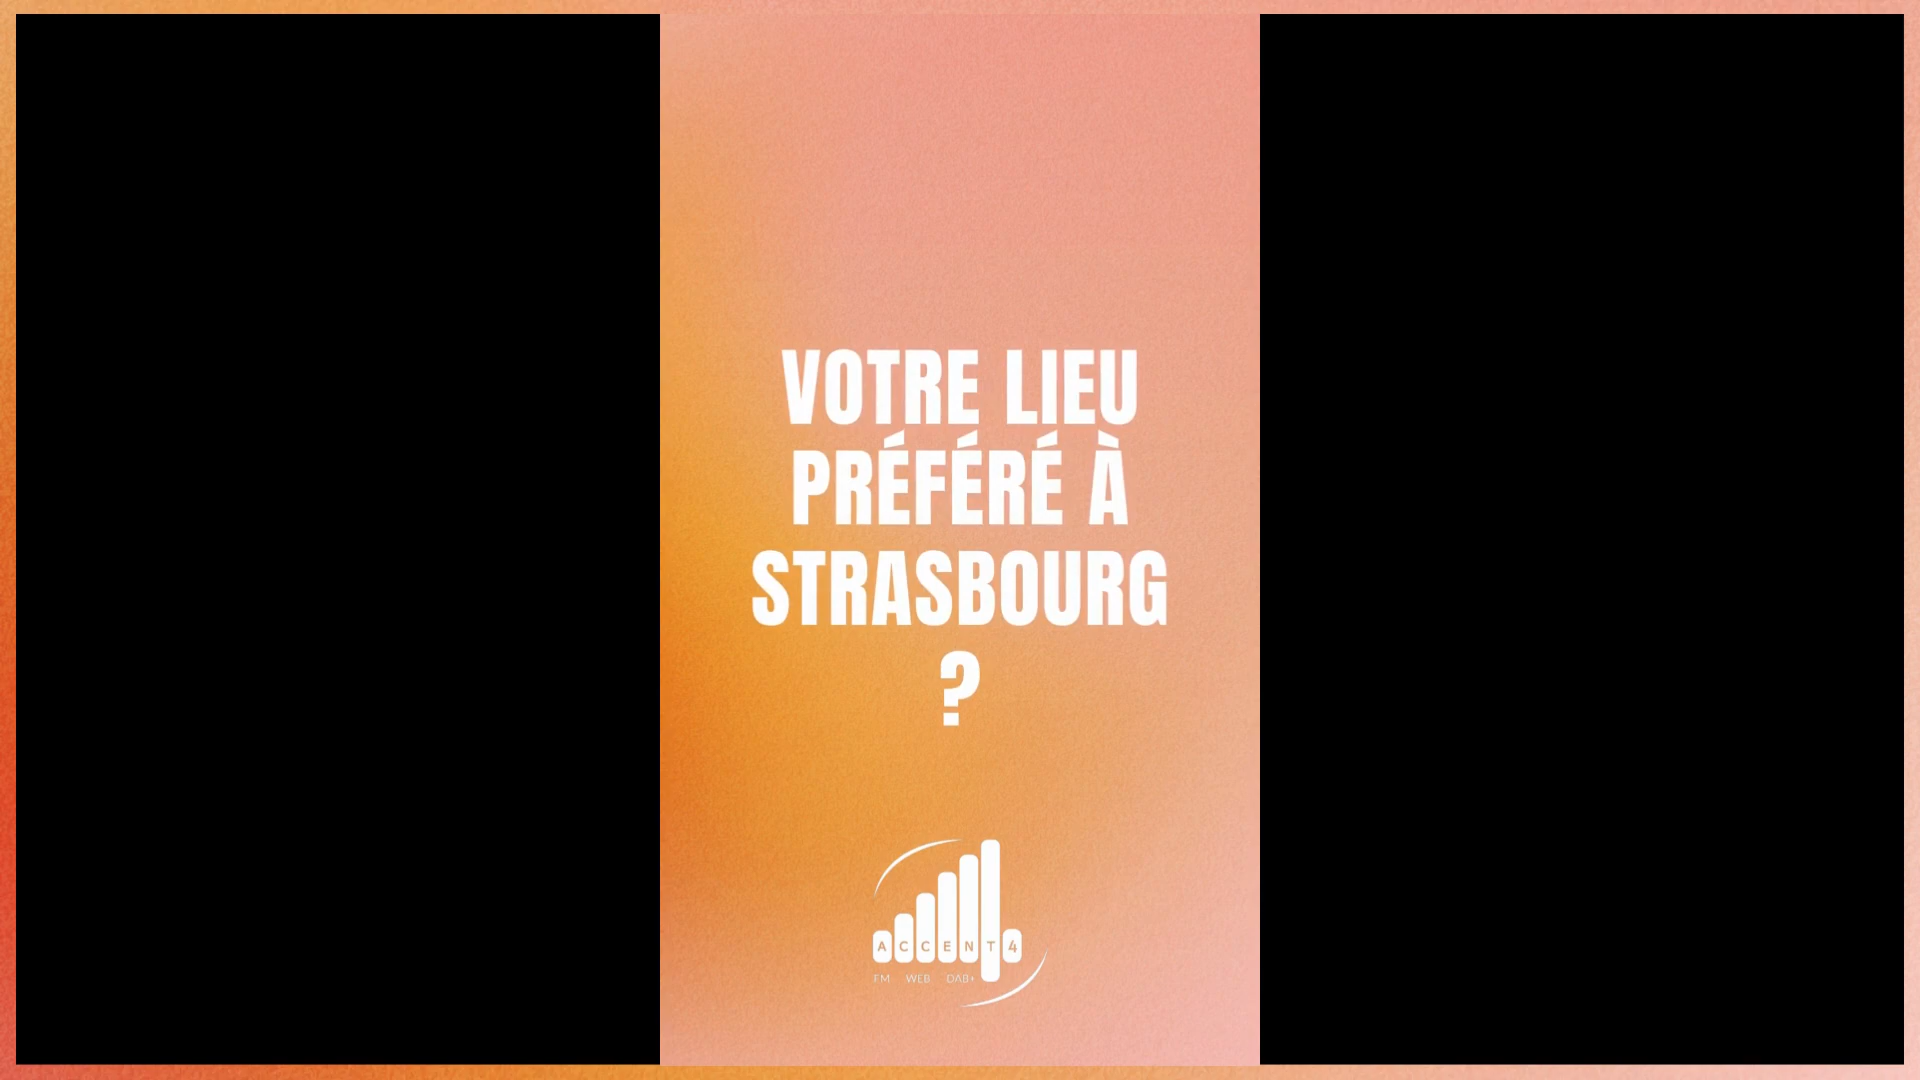 VOTRE LIEU
PRÉFÉRÉ À
STRASBOURG
?
ACCENT4
FM WEB DAB+